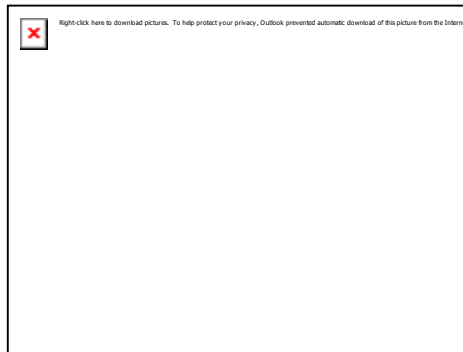 Right-click here to download pictures. To help protect your privacy, Outlook prevented automatic download of this picture from the Intern